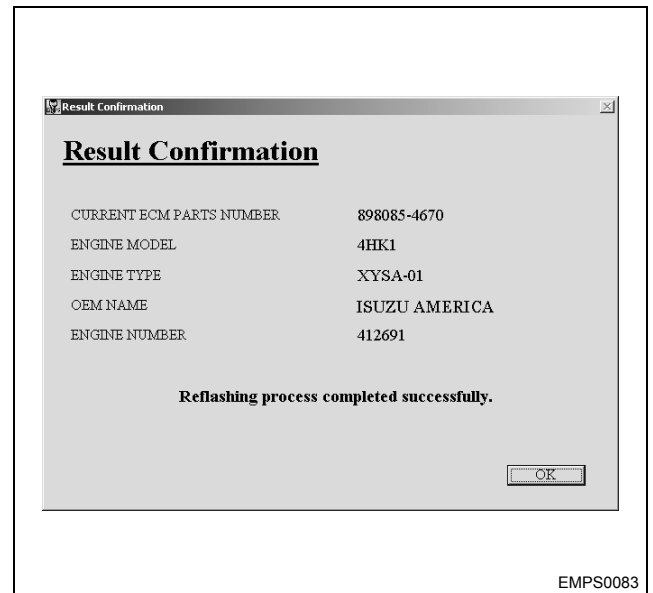 Result Confirmation
Result Confirmation
CURRENT ECM PARTS NUMBER 898085-4670
ENGINE MODEL 4HK1
ENGINE TYPE XYSA-01
OEM NAME ISUZU AMERICA
ENGINE NUMBER 412691
Reflashing process completed successfully.
OK
EMPS0083